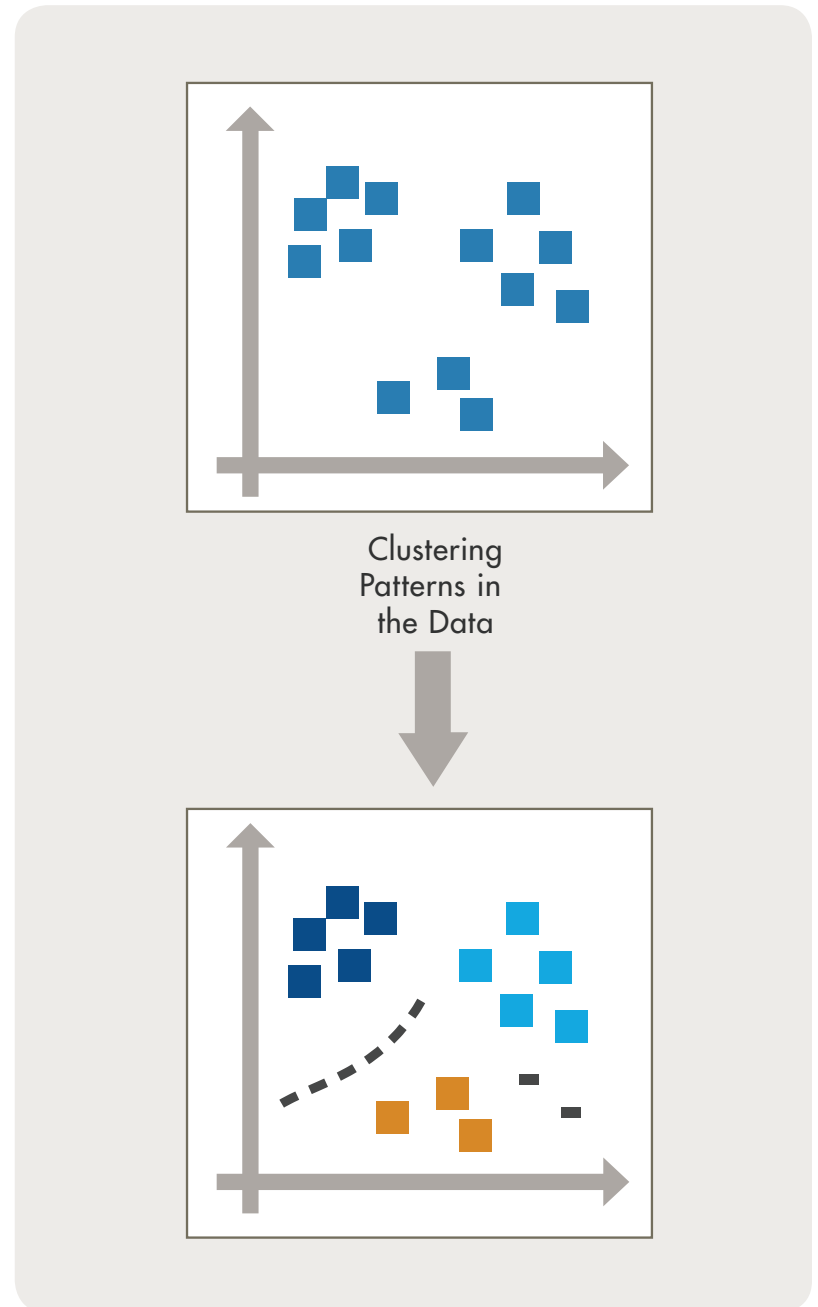 Clustering
Patterns in
the Data